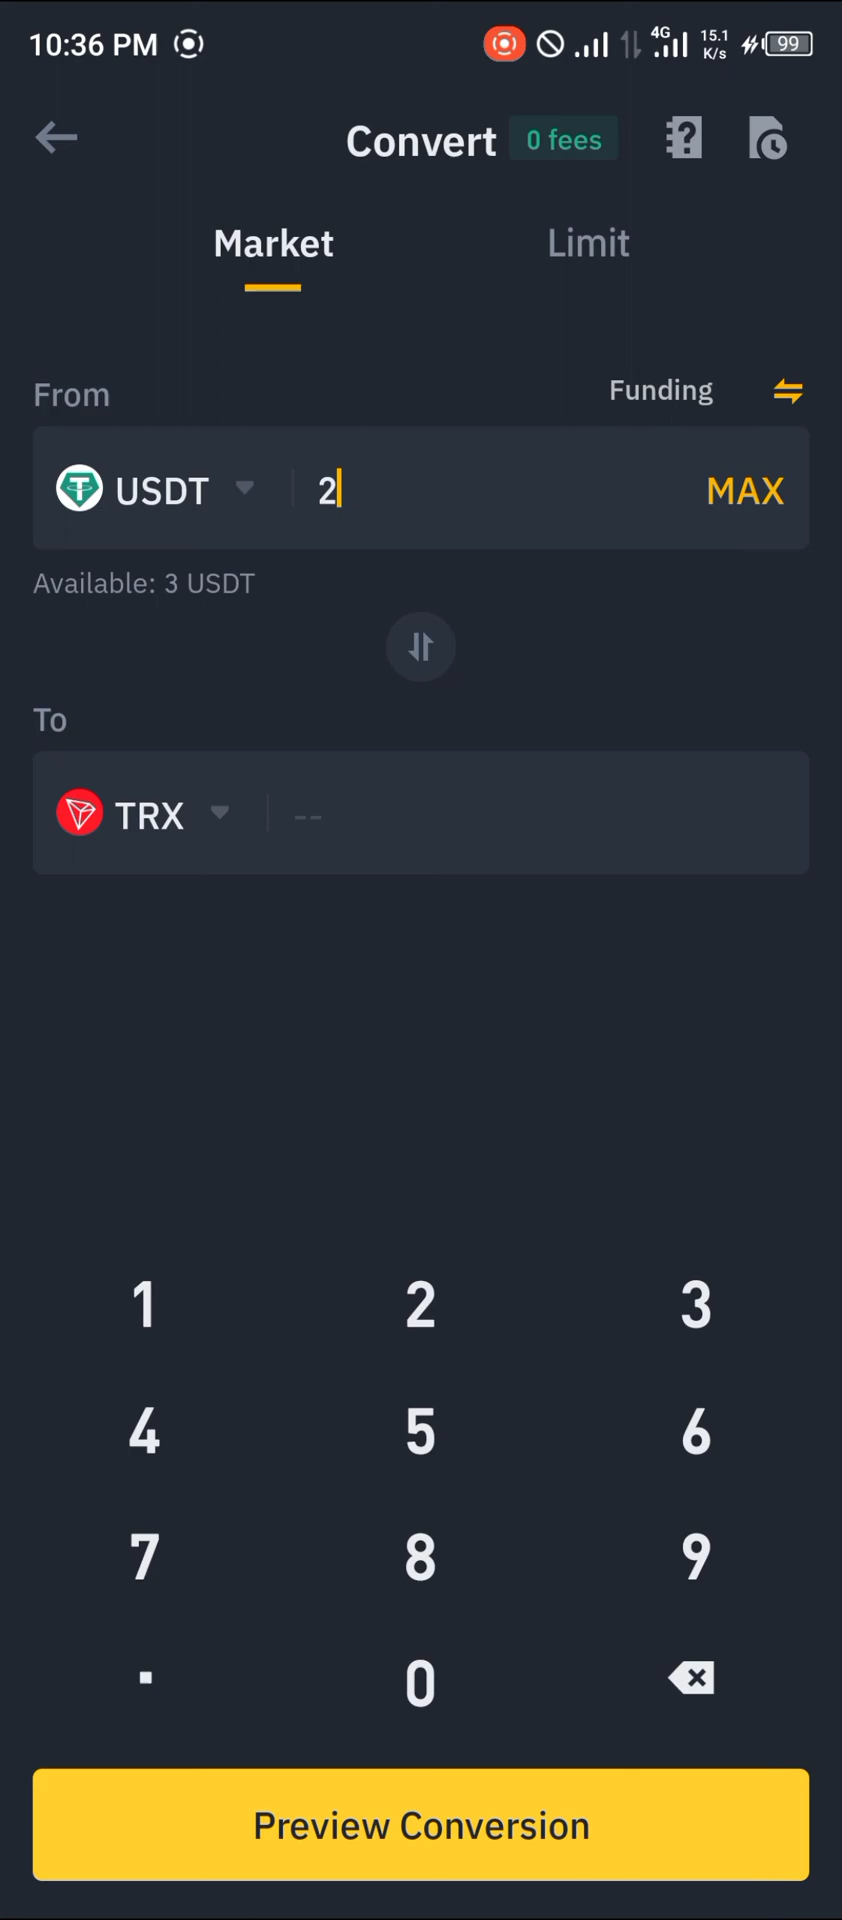 10:36 PM 4G 15.1 K/s 99
Convert 0 fees
Market Limit
From Funding
USDT 2 MAX
Available: 3 USDT
To
TRX --
1 2 3
4 5 6
7 8 9
. 0
Preview Conversion